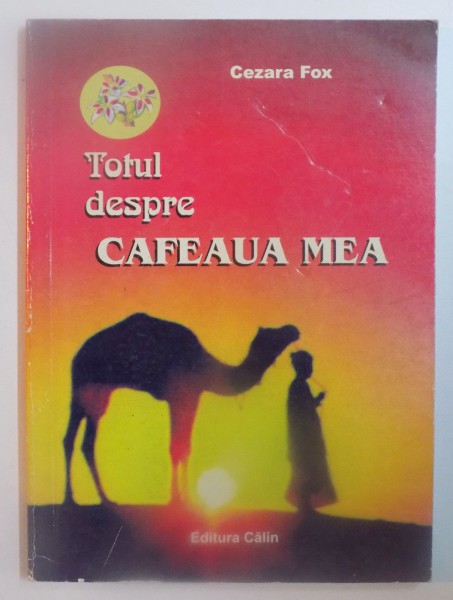 Cezara Fox
Totul
despre
CAFEAUA MEA
Editura Călin